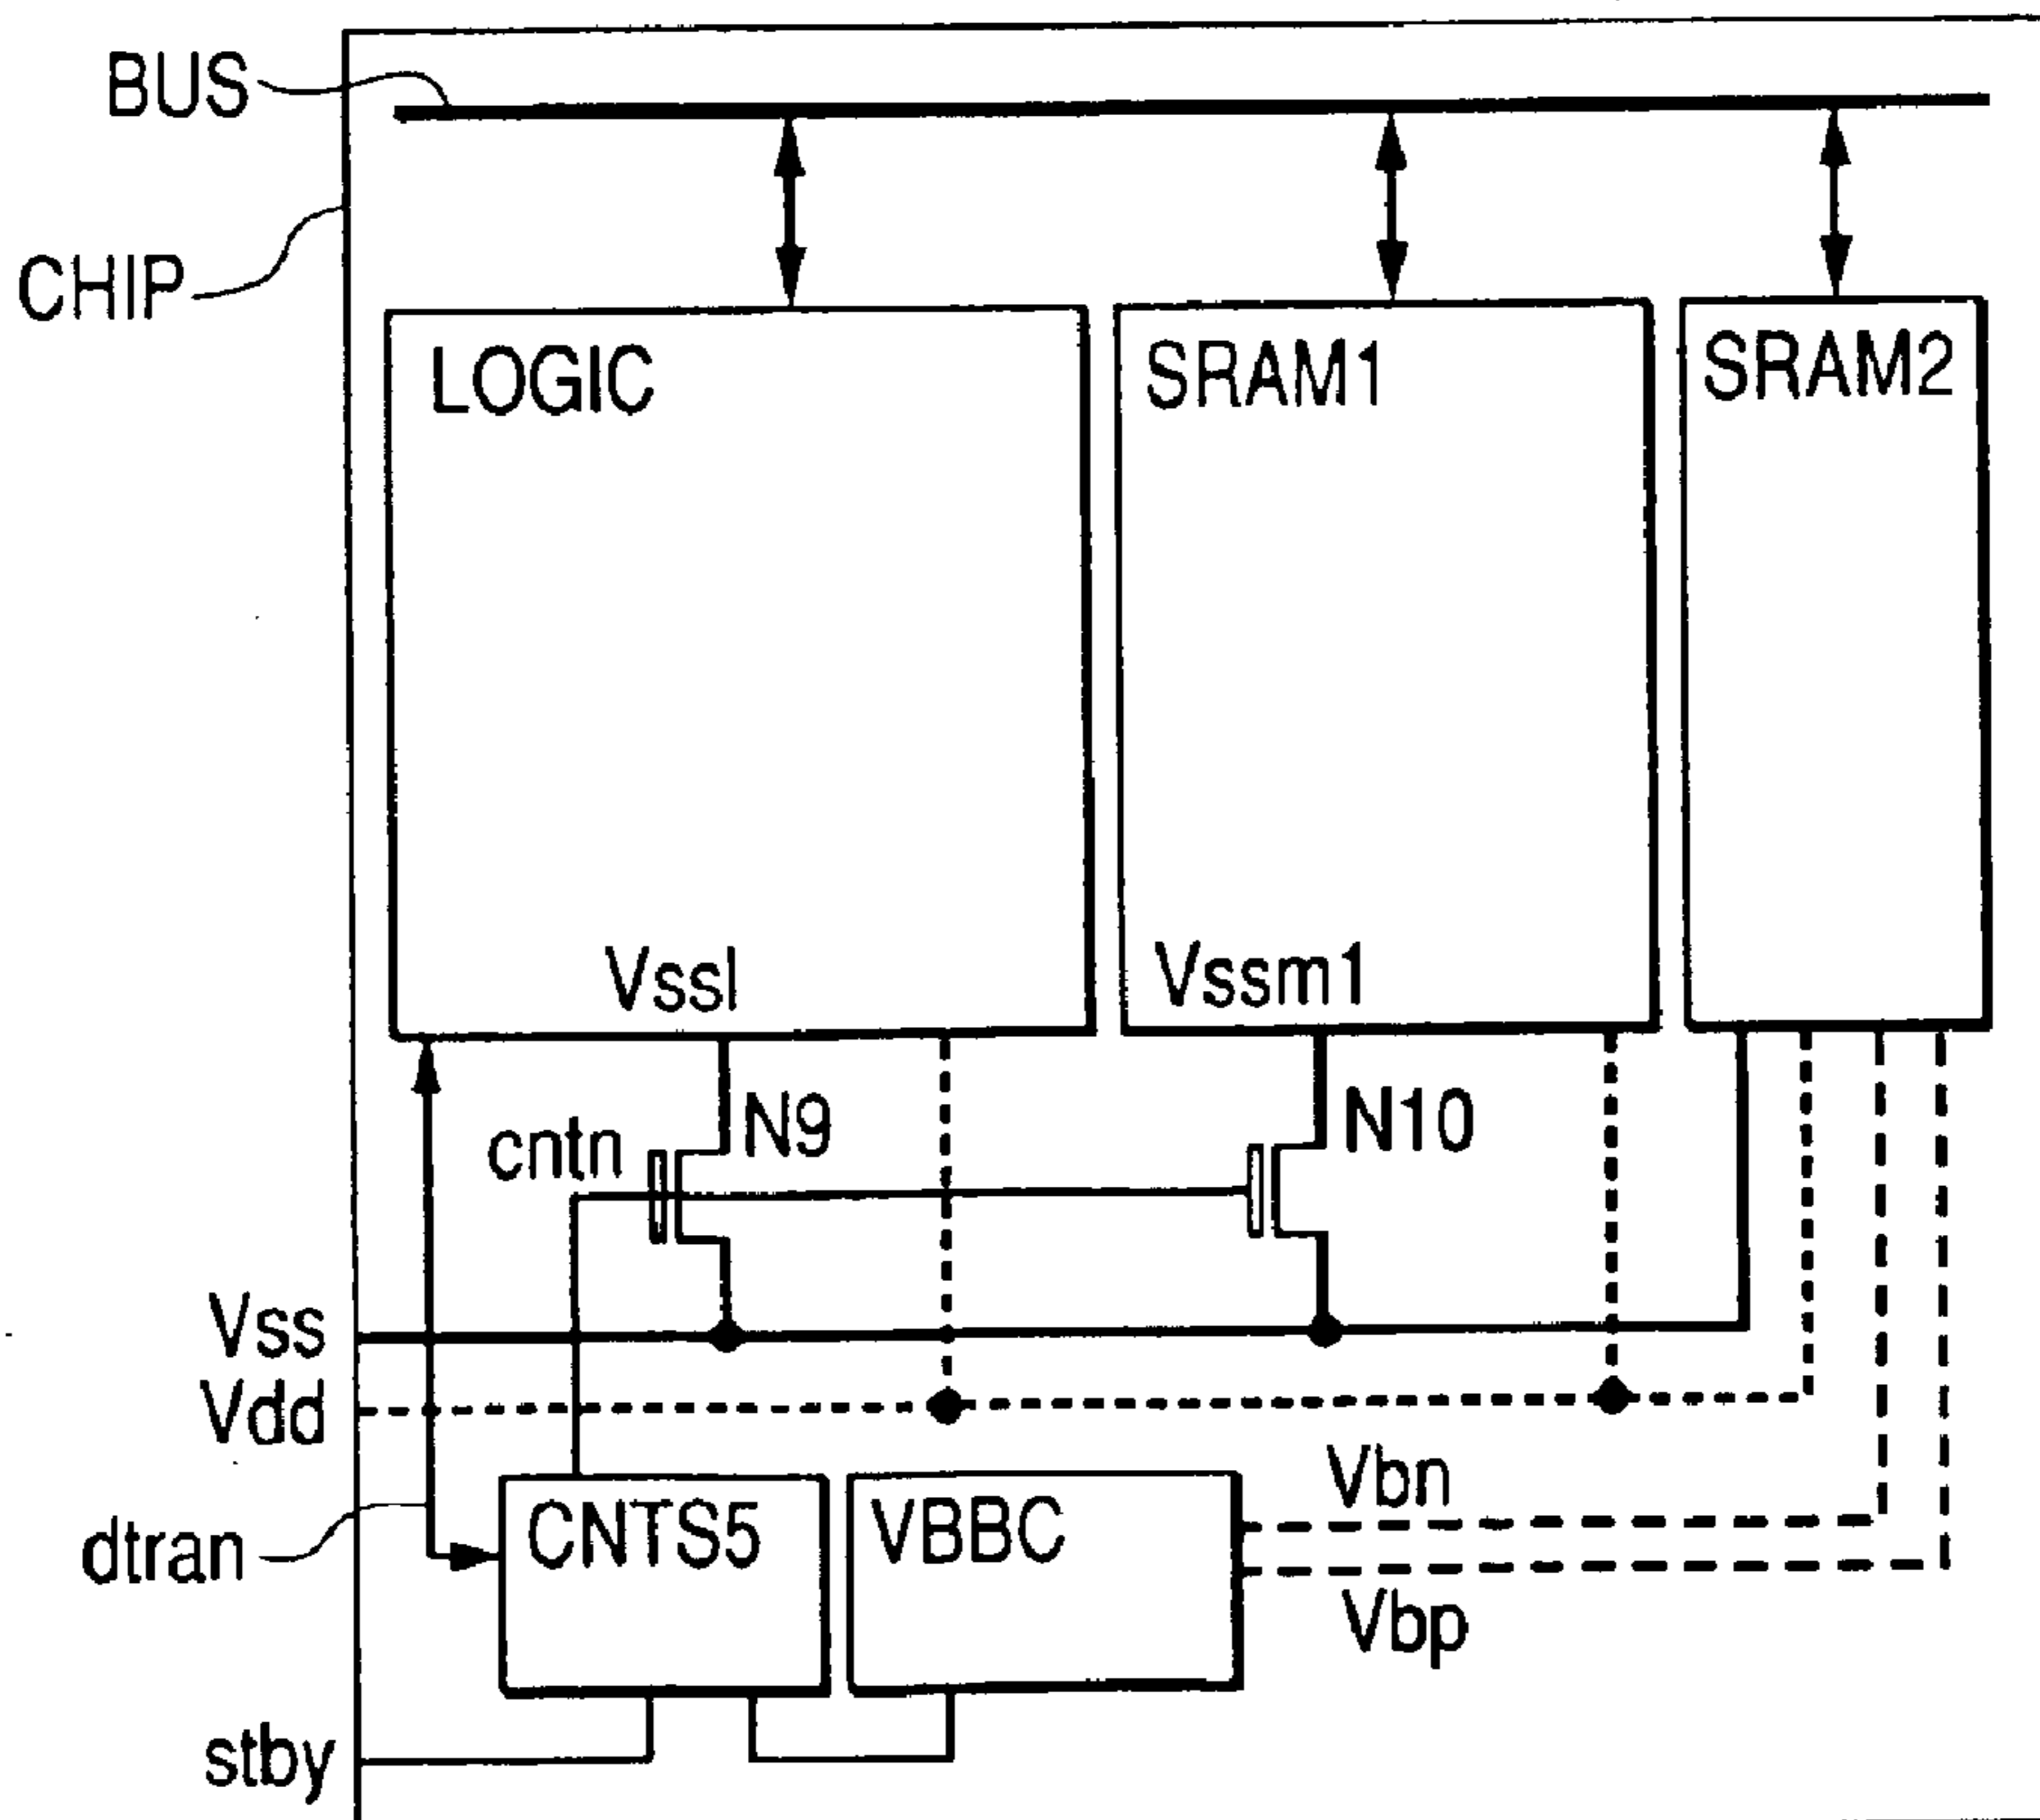 BUS
CHIP
LOGIC
SRAM1
SRAM2
Vssl
Vssm1
cntn
N9
N10
Vss
Vdd
Vbn
CNTS5
VBBC
dtran
Vbp
stby